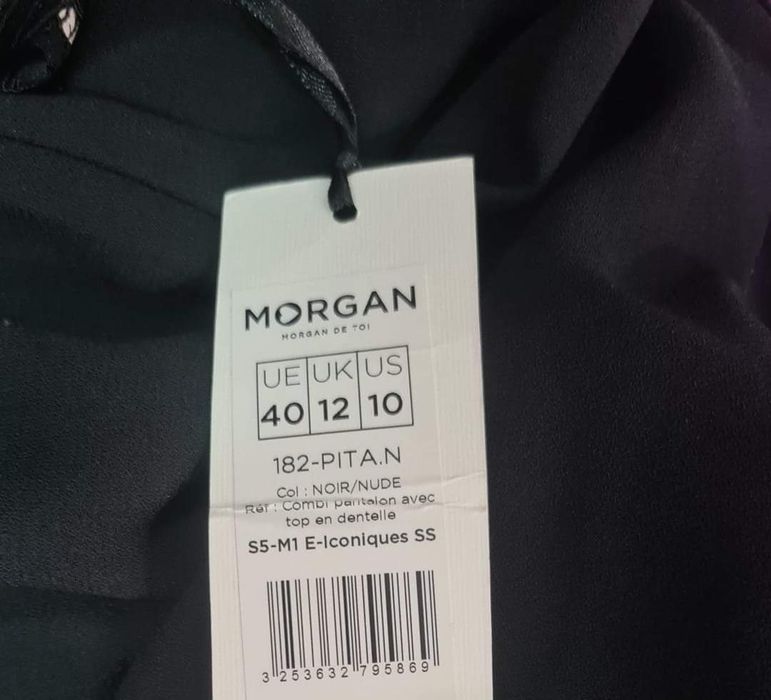 MORGAN
MORGAN DE TOI
UE UK US
40 12 10
182-PITA.N
Col : NOIR/NUDE
Réf : Combi pantalon avec
top en dentelle
S5-M1 E-Iconiques SS
3 253632 795869